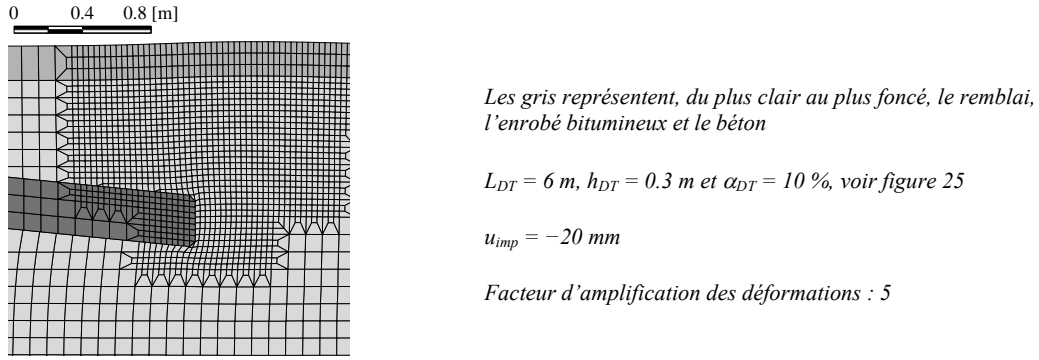 0 0.4 0.8 [m]
Les gris représentent, du plus clair au plus foncé, le remblai,
l’enrobé bitumineux et le béton
L_DT = 6 m, h_DT = 0.3 m et α_DT = 10 %, voir figure 25
u_imp = −20 mm
Facteur d’amplification des déformations : 5